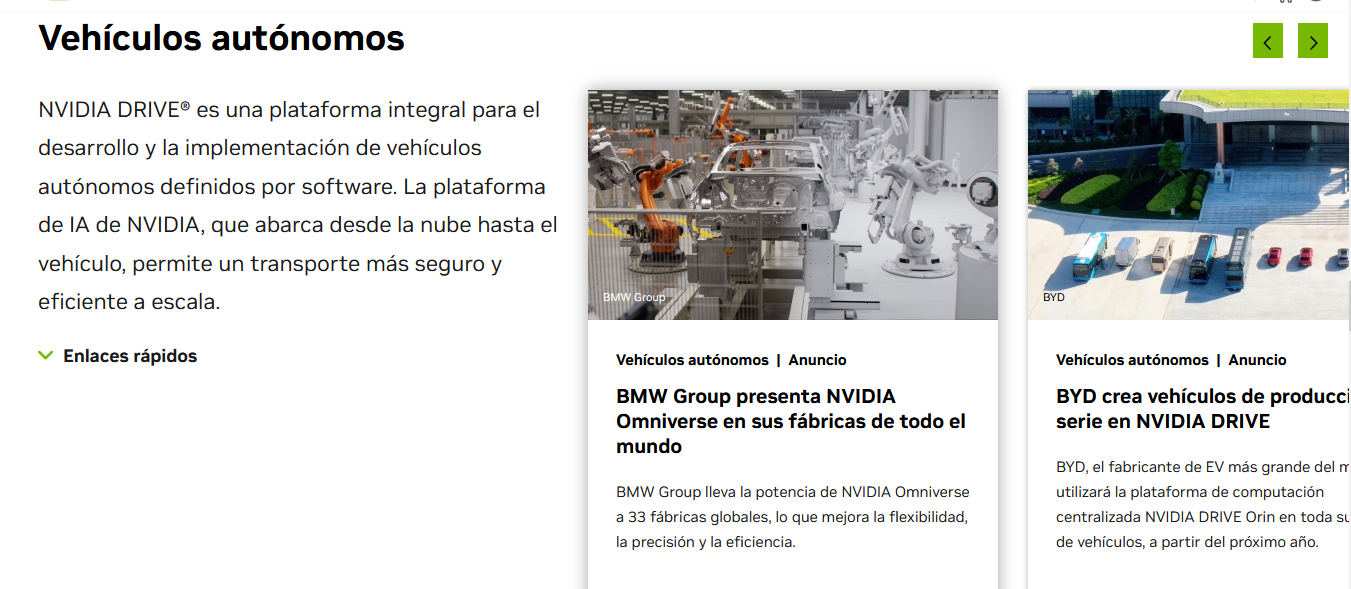 Vehículos autónomos
NVIDIA DRIVE® es una plataforma integral para el
desarrollo y la implementación de vehículos
autónomos definidos por software. La plataforma
de IA de NVIDIA, que abarca desde la nube hasta el
vehículo, permite un transporte más seguro y
eficiente a escala.
Enlaces rápidos
BMW Group
Vehículos autónomos | Anuncio
BMW Group presenta NVIDIA
Omniverse en sus fábricas de todo el
mundo
BMW Group lleva la potencia de NVIDIA Omniverse
a 33 fábricas globales, lo que mejora la flexibilidad,
la precisión y la eficiencia.
BYD
Vehículos autónomos | Anuncio
BYD crea vehículos de producci
serie en NVIDIA DRIVE
BYD, el fabricante de EV más grande del m
utilizará la plataforma de computación
centralizada NVIDIA DRIVE Orin en toda su
de vehículos, a partir del próximo año.